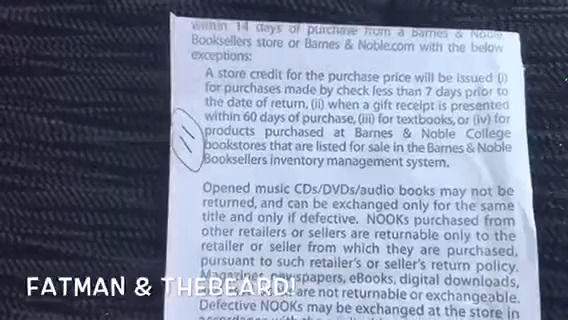 within 14 days of purchase from a Barnes & Noble
Booksellers store or Barnes & Noble.com with the below
exceptions:
A store credit for the purchase price will be issued (i)
for purchases made by check less than 7 days prior to
the date of return, (ii) when a gift receipt is presented
within 60 days of purchase, (iii) for textbooks, or (iv) for
products purchased at Barnes & Noble College
bookstores that are listed for sale in the Barnes & Noble
Booksellers inventory management system.
Opened music CDs/DVDs/audio books may not be
returned, and can be exchanged only for the same
title and only if defective. NOOKs purchased from
other retailers or sellers are returnable only to the
retailer or seller from which they are purchased,
pursuant to such retailer's or seller's return policy.
Magazines, newspapers, eBooks, digital downloads,
are not returnable or exchangeable.
Defective NOOKs may be exchanged at the store in
FATMAN & THEBEARD!